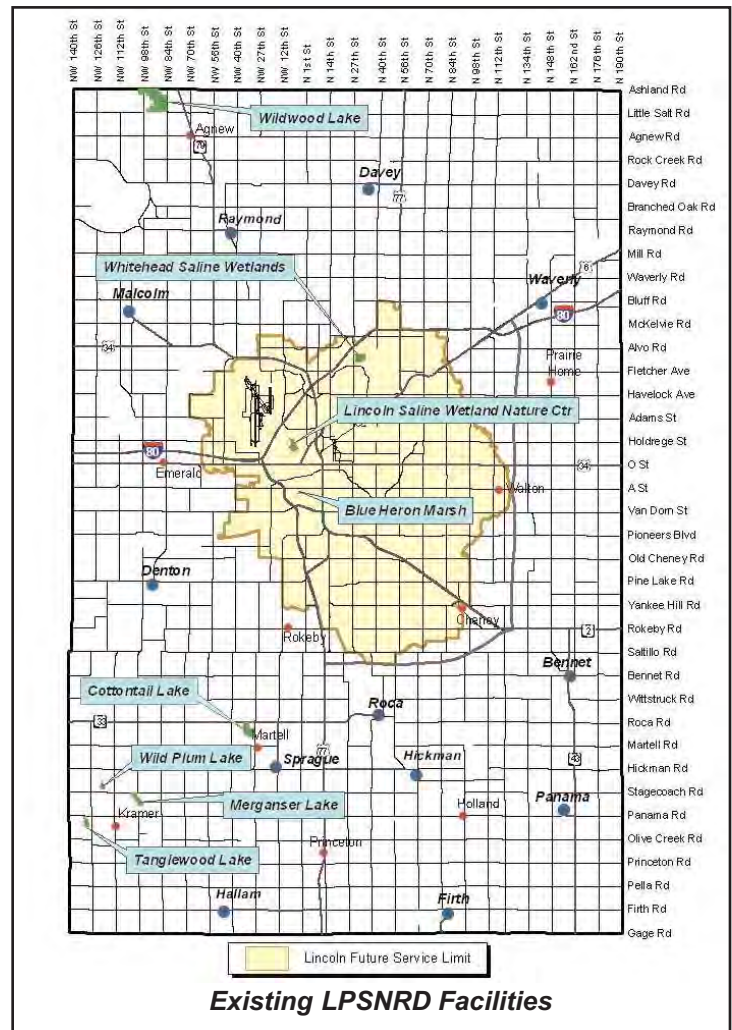 NW 140th St
NW 126th St
NW 112th St
NW 98th St
NW 84th St
NW 70th St
NW 56th St
NW 40th St
NW 27th St
NW 12th St
N 1st St
N 14th St
N 27th St
N 40th St
N 56th St
N 70th St
N 84th St
N 98th St
N 112th St
N 134th St
N 148th St
N 162nd St
N 176th St
N 190th St
Ashland Rd
Little Salt Rd
Agnew Rd
Rock Creek Rd
Davey Rd
Branched Oak Rd
Raymond Rd
Mill Rd
Waverly Rd
Bluff Rd
McKelvie Rd
Alvo Rd
Fletcher Ave
Havelock Ave
Adams St
Holdrege St
O St
A St
Van Dorn St
Pioneers Blvd
Old Cheney Rd
Pine Lake Rd
Yankee Hill Rd
Rokeby Rd
Saltillo Rd
Bennet Rd
Wittstruck Rd
Roca Rd
Martell Rd
Hickman Rd
Stagecoach Rd
Panama Rd
Olive Creek Rd
Princeton Rd
Pella Rd
Firth Rd
Gage Rd
Wildwood Lake
Agnew
79
Davey
77
Raymond
Whitehead Saline Wetlands
6
Waverly
Malcolm
80
34
Prairie
Home
Lincoln Saline Wetland Nature Ctr
80
Emerald
34
Walton
Blue Heron Marsh
Denton
Cheney
Rokeby
2
Bennet
Cottontail Lake
Roca
33
Martell
77
Wild Plum Lake
Sprague
Hickman
43
Merganser Lake
Kramer
Holland
Panama
Tanglewood Lake
Princeton
Hallam
Firth
Lincoln Future Service Limit
Existing LPSNRD Facilities